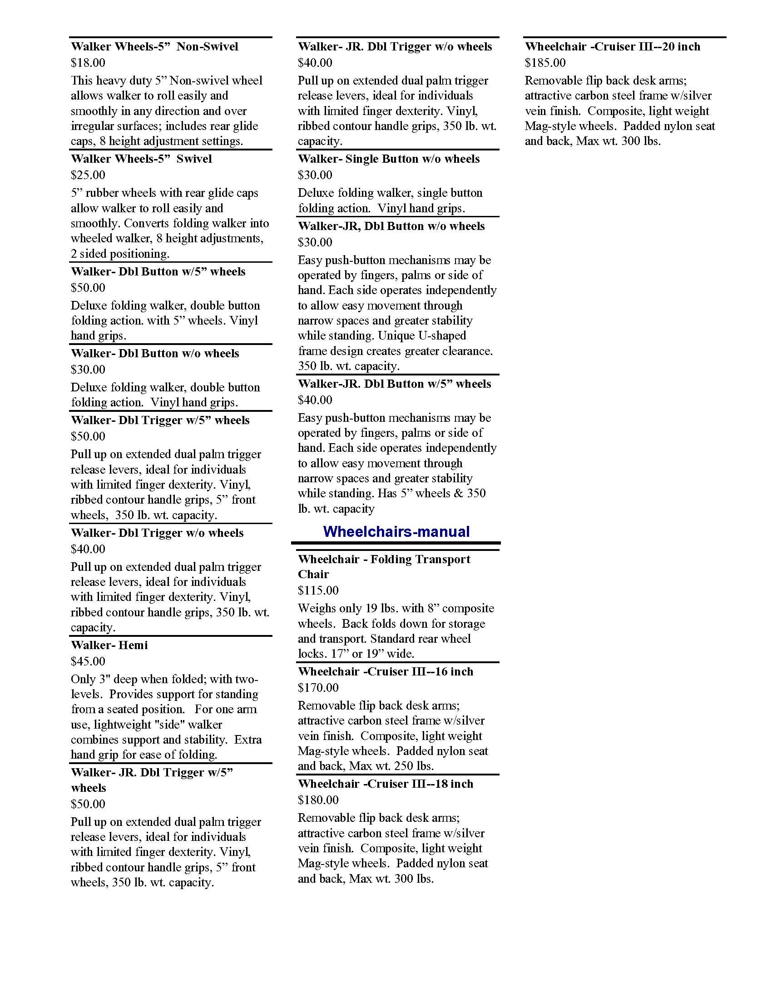 Walker Wheels-5”  Non-Swivel
$18.00
This heavy duty 5” Non-swivel wheel
allows walker to roll easily and
smoothly in any direction and over
irregular surfaces; includes rear glide
caps, 8 height adjustment settings.
Walker Wheels-5”  Swivel
$25.00
5” rubber wheels with rear glide caps
allow walker to roll easily and
smoothly. Converts folding walker into
wheeled walker, 8 height adjustments,
2 sided positioning.
Walker- Dbl Button w/5” wheels
$50.00
Deluxe folding walker, double button
folding action. with 5” wheels. Vinyl
hand grips.
Walker- Dbl Button w/o wheels
$30.00
Deluxe folding walker, double button
folding action.  Vinyl hand grips.
Walker- Dbl Trigger w/5” wheels
$50.00
Pull up on extended dual palm trigger
release levers, ideal for individuals
with limited finger dexterity. Vinyl,
ribbed contour handle grips, 5” front
wheels,  350 lb. wt. capacity.
Walker- Dbl Trigger w/o wheels
$40.00
Pull up on extended dual palm trigger
release levers, ideal for individuals
with limited finger dexterity. Vinyl,
ribbed contour handle grips, 350 lb. wt.
capacity.
Walker- Hemi
$45.00
Only 3" deep when folded; with two-
levels.  Provides support for standing
from a seated position.   For one arm
use, lightweight "side" walker
combines support and stability.  Extra
hand grip for ease of folding.
Walker- JR. Dbl Trigger w/5”
wheels
$50.00
Pull up on extended dual palm trigger
release levers, ideal for individuals
with limited finger dexterity. Vinyl,
ribbed contour handle grips, 5” front
wheels, 350 lb. wt. capacity.
Walker- JR. Dbl Trigger w/o wheels
$40.00
Pull up on extended dual palm trigger
release levers, ideal for individuals
with limited finger dexterity. Vinyl,
ribbed contour handle grips, 350 lb. wt.
capacity.
Walker- Single Button w/o wheels
$30.00
Deluxe folding walker, single button
folding action.  Vinyl hand grips.
Walker-JR, Dbl Button w/o wheels
$30.00
Easy push-button mechanisms may be
operated by fingers, palms or side of
hand. Each side operates independently
to allow easy movement through
narrow spaces and greater stability
while standing. Unique U-shaped
frame design creates greater clearance.
350 lb. wt. capacity.
Walker-JR. Dbl Button w/5” wheels
$40.00
Easy push-button mechanisms may be
operated by fingers, palms or side of
hand. Each side operates independently
to allow easy movement through
narrow spaces and greater stability
while standing. Has 5” wheels & 350
lb. wt. capacity
Wheelchairs-manual
Wheelchair - Folding Transport
Chair
$115.00
Weighs only 19 lbs. with 8” composite
wheels.  Back folds down for storage
and transport. Standard rear wheel
locks. 17” or 19” wide.
Wheelchair -Cruiser III--16 inch
$170.00
Removable flip back desk arms;
attractive carbon steel frame w/silver
vein finish.  Composite, light weight
Mag-style wheels.  Padded nylon seat
and back, Max wt. 250 lbs.
Wheelchair -Cruiser III--18 inch
$180.00
Removable flip back desk arms;
attractive carbon steel frame w/silver
vein finish.  Composite, light weight
Mag-style wheels.  Padded nylon seat
and back, Max wt. 300 lbs.
Wheelchair -Cruiser III--20 inch
$185.00
Removable flip back desk arms;
attractive carbon steel frame w/silver
vein finish.  Composite, light weight
Mag-style wheels.  Padded nylon seat
and back, Max wt. 300 lbs.